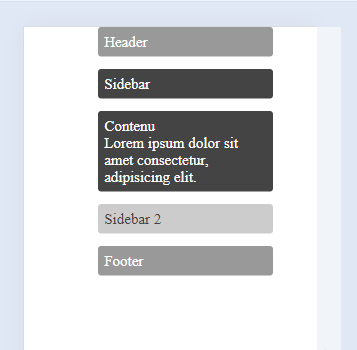 Header
Sidebar
Contenu
Lorem ipsum dolor sit
amet consectetur,
adipisicing elit.
Sidebar 2
Footer